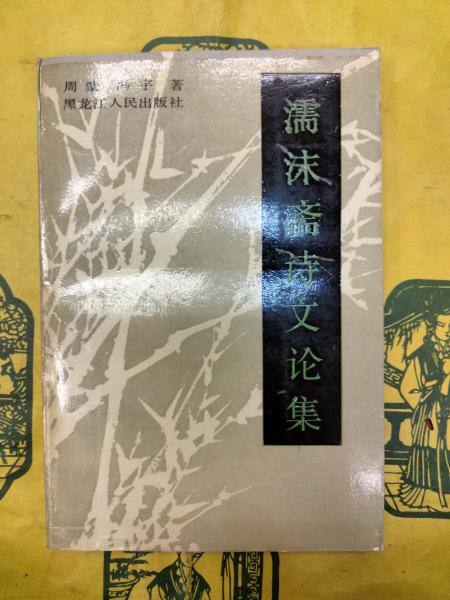 周蒙 冯宇 著
黑龙江人民出版社
濡沫斋诗文论集